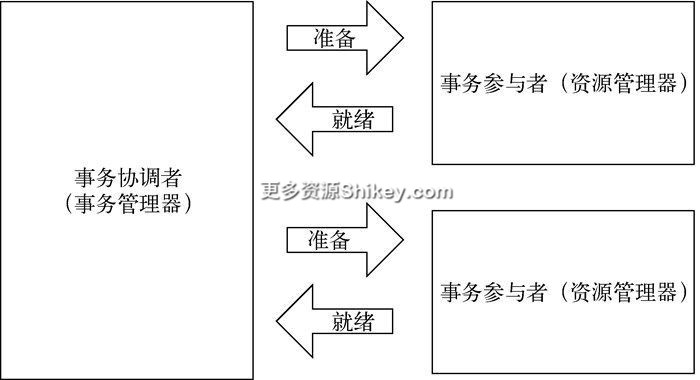 准备
事务参与者（资源管理器）
就绪
事务协调者
（事务管理器）
更多资源Shikey.com
准备
事务参与者（资源管理器）
就绪